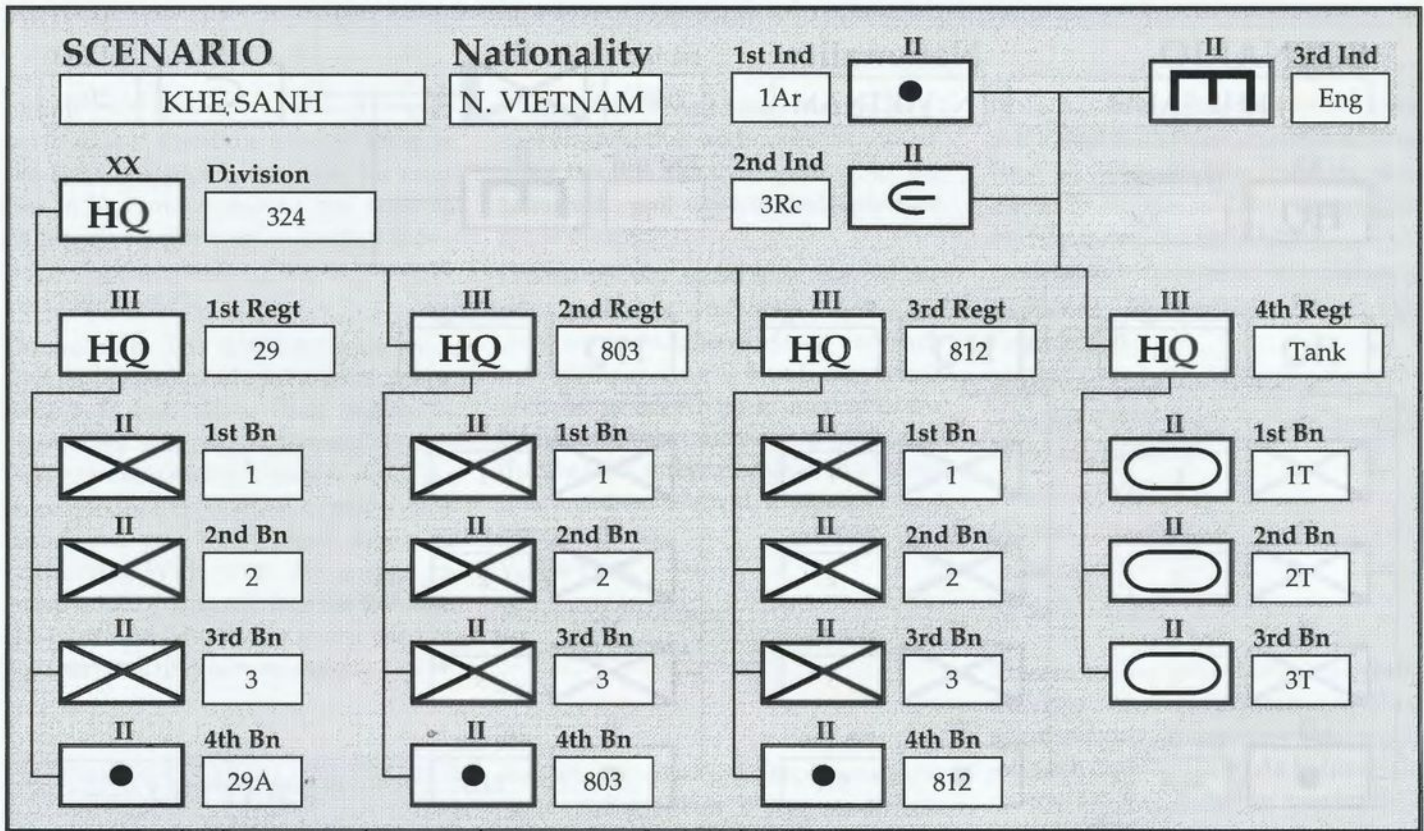 SCENARIO Nationality 1st Ind II II 3rd Ind
KHE SANH N. VIETNAM 1Ar Eng
XX Division 2nd Ind II
HQ 324 3Rc
III 1st Regt III 2nd Regt III 3rd Regt III 4th Regt
HQ 29 HQ 803 HQ 812 HQ Tank
II 1st Bn II 1st Bn II 1st Bn II 1st Bn
1 1 1 1T
II 2nd Bn II 2nd Bn II 2nd Bn II 2nd Bn
2 2 2 2T
II 3rd Bn II 3rd Bn II 3rd Bn II 3rd Bn
3 3 3 3T
II 4th Bn II 4th Bn II 4th Bn
29A 803 812